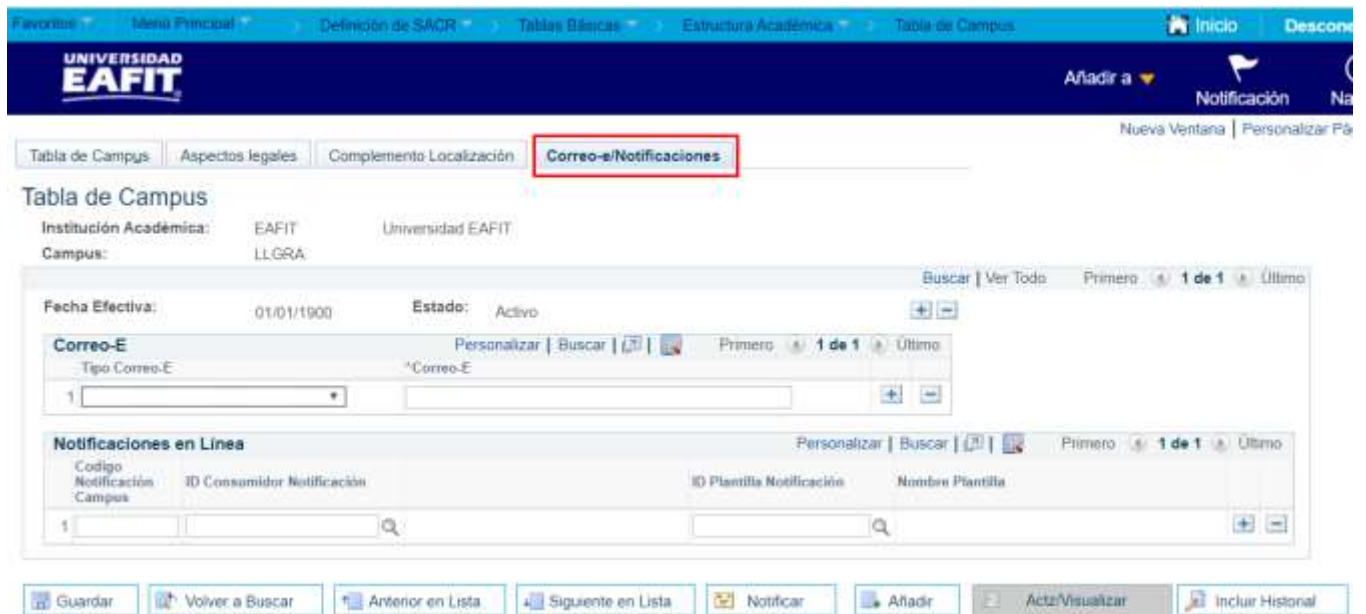 Favoritos Menú Principal Definición de SACR Tablas Básicas Estructura Académica Tabla de Campus Inicio Descone
UNIVERSIDAD
EAFIT
Añadir a
Notificación Na
Nueva Ventana | Personalizar Pá
Tabla de Campus Aspectos legales Complemento Localización Correo-e/Notificaciones
Tabla de Campus
Institución Académica: EAFIT Universidad EAFIT
Campus: LLGRA
Buscar | Ver Todo Primero 1 de 1 Último
Fecha Efectiva: 01/01/1900 Estado: Activo
Correo-E Personalizar | Buscar | | Primero 1 de 1 Último
Tipo Correo-E *Correo-E
1
Notificaciones en Línea Personalizar | Buscar | | Primero 1 de 1 Último
Codigo
Notificación
Campus
ID Consumidor Notificación ID Plantilla Notificación Nombre Plantilla
1
Guardar Volver a Buscar Anterior en Lista Siguiente en Lista Notificar Añadir Actz/Visualizar Incluir Historial